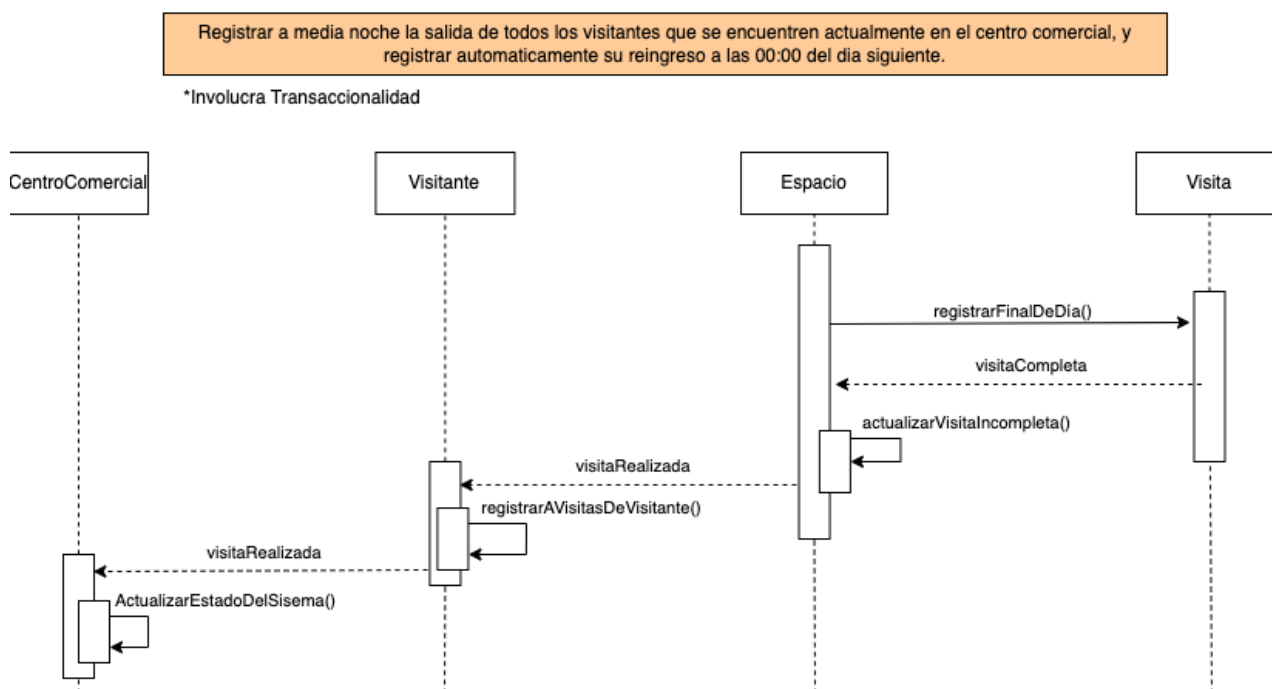 Registrar a media noche la salida de todos los visitantes que se encuentren actualmente en el centro comercial, y
registrar automaticamente su reingreso a las 00:00 del dia siguiente.
*Involucra Transaccionalidad
CentroComercial
Visitante
Espacio
Visita
registrarFinalDeDía()
visitaCompleta
actualizarVisitaIncompleta()
visitaRealizada
registrarAVisitasDeVisitante()
visitaRealizada
ActualizarEstadoDelSisema()